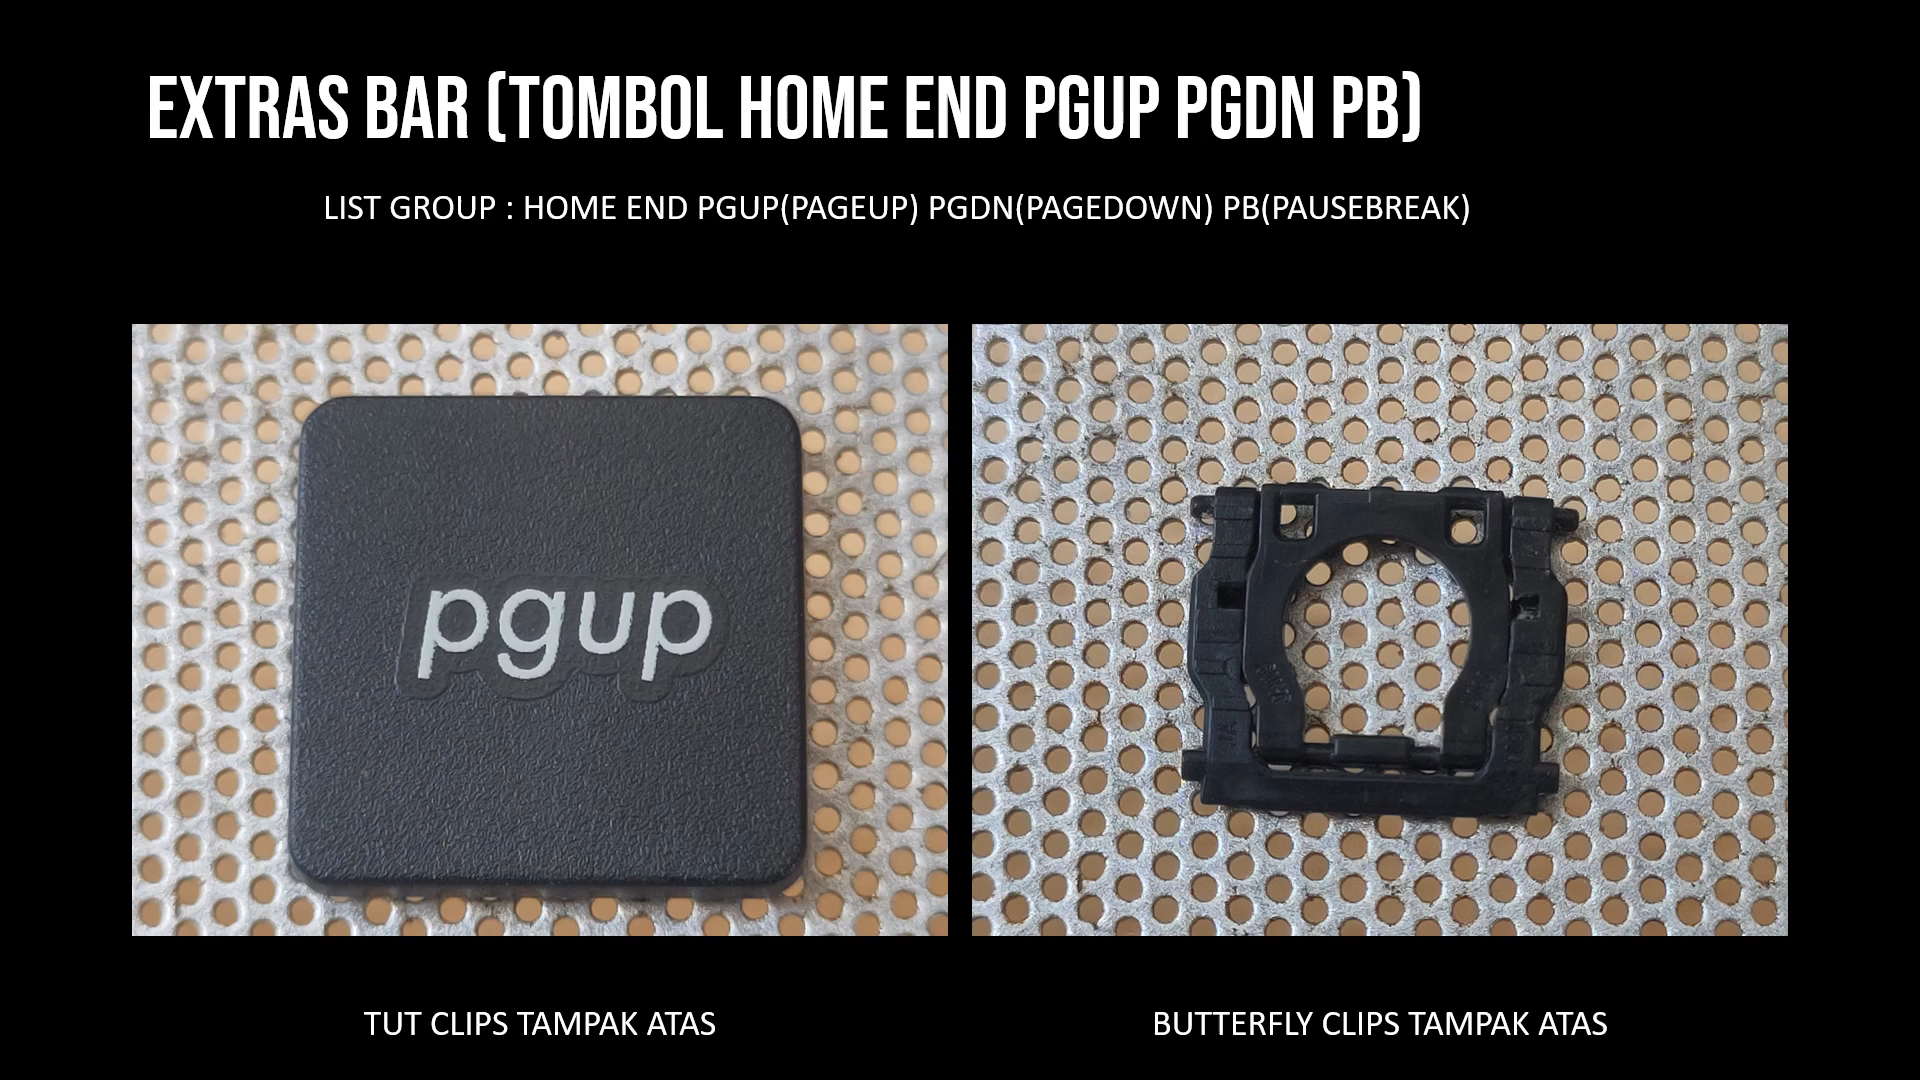 EXTRAS BAR (TOMBOL HOME END PGUP PGDN PB)
LIST GROUP : HOME END PGUP(PAGEUP) PGDN(PAGEDOWN) PB(PAUSEBREAK)
pgup
TUT CLIPS TAMPAK ATAS
BUTTERFLY CLIPS TAMPAK ATAS